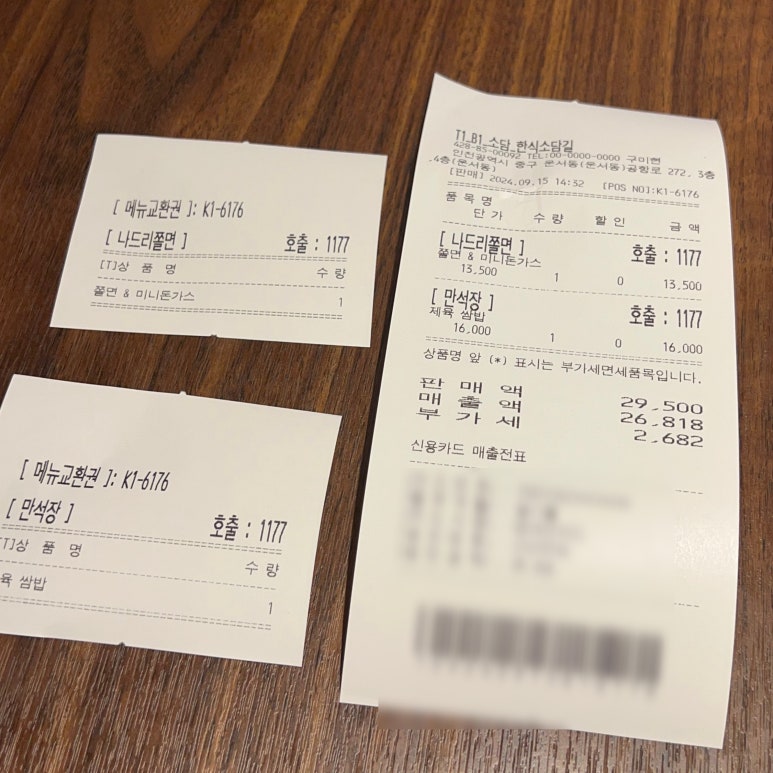 [ 메뉴교환권 ]: K1-6176
[ 나드리쫄면 ] 호출 : 1177
[T]상 품 명 수 량
쫄면 & 미니돈가스 1
[ 메뉴교환권 ]: K1-6176
[ 만석장 ] 호출 : 1177
[T]상 품 명 수 량
육 쌈밥 1
T1_B1_소담_한식소담길
428-85-00092 TEL:00-0000-0000 구미현
인천광역시 중구 운서동(운서동)공항로 272, 3층
,4층(운서동)
[판매] 2024.09.15 14:32 [POS NO]:K1-6176
품 목 명
단 가 수 량 할 인 금 액
[ 나드리쫄면 ] 호출 : 1177
쫄면 & 미니돈가스
13,500 1 0 13,500
[ 만석장 ] 호출 : 1177
제육 쌈밥
16,000 1 0 16,000
상품명 앞 (*) 표시는 부가세면세품목입니다.
판 매 액 29,500
매 출 액 26,818
부 가 세 2,682
신용카드 매출전표